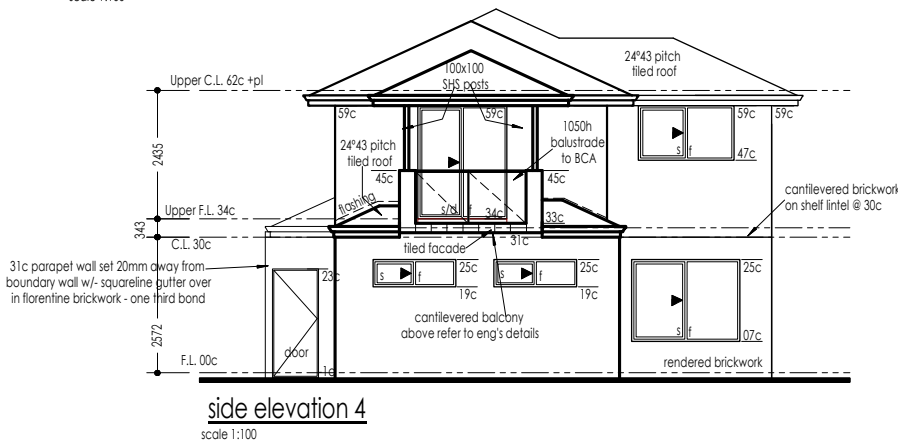 Upper C.L. 62c +pl
100x100
SHS posts
24°43 pitch
tiled roof
59c
59c
59c
59c
1050h
balustrade
to BCA
24°43 pitch
tiled roof
s f
47c
45c
45c
2435
flashing
s/d f
34c
33c
cantilevered brickwork
on shelf lintel @ 30c
Upper F.L. 34c
343
C.L. 30c
tiled facade
31c
31c parapet wall set 20mm away from
boundary wall w/- squareline gutter over
in florentine brickwork - one third bond
23c
s f
25c
19c
s f
25c
19c
25c
s f
07c
cantilevered balcony
above refer to eng's details
2572
door
1c
F.L. 00c
rendered brickwork
side elevation 4
scale 1:100